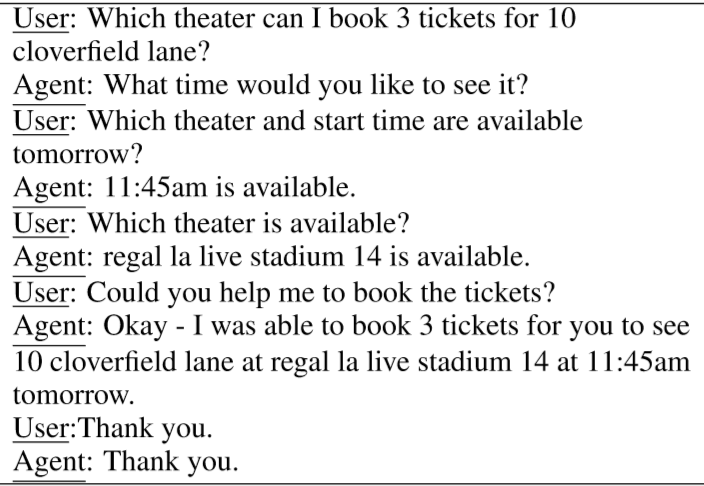 User: Which theater can I book 3 tickets for 10
cloverfield lane?
Agent: What time would you like to see it?
User: Which theater and start time are available
tomorrow?
Agent: 11:45am is available.
User: Which theater is available?
Agent: regal la live stadium 14 is available.
User: Could you help me to book the tickets?
Agent: Okay - I was able to book 3 tickets for you to see
10 cloverfield lane at regal la live stadium 14 at 11:45am
tomorrow.
User:Thank you.
Agent: Thank you.